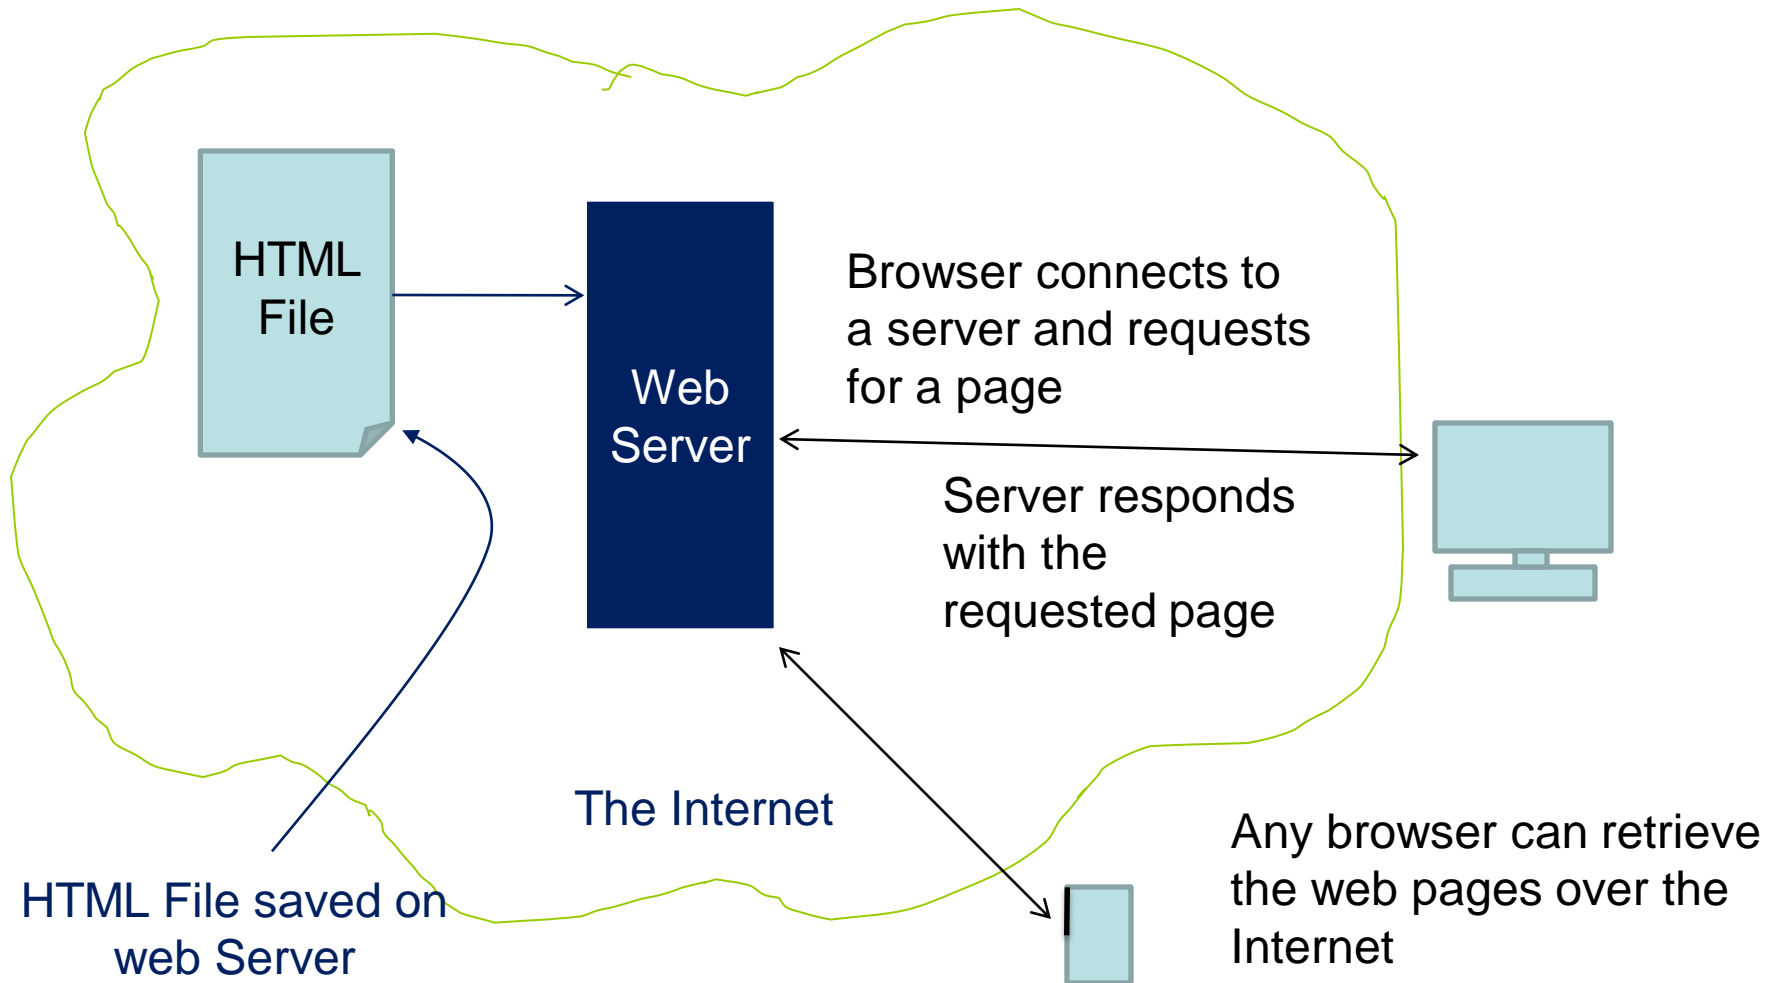 HTML
File
Web
Server
Browser connects to
a server and requests
for a page
Server responds
with the
requested page
The Internet
HTML File saved on
web Server
Any browser can retrieve
the web pages over the
Internet